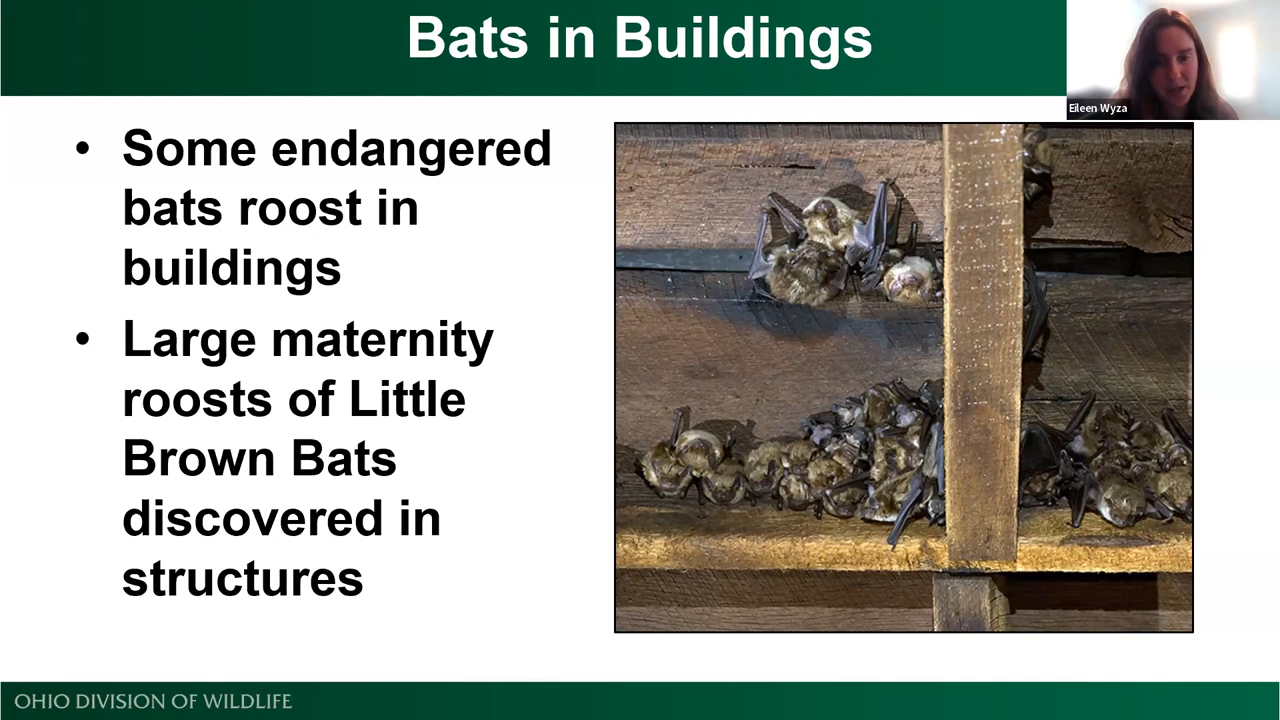 Bats in Buildings
Eileen Wyza
• Some endangered
bats roost in
buildings
• Large maternity
roosts of Little
Brown Bats
discovered in
structures
OHIO DIVISION OF WILDLIFE